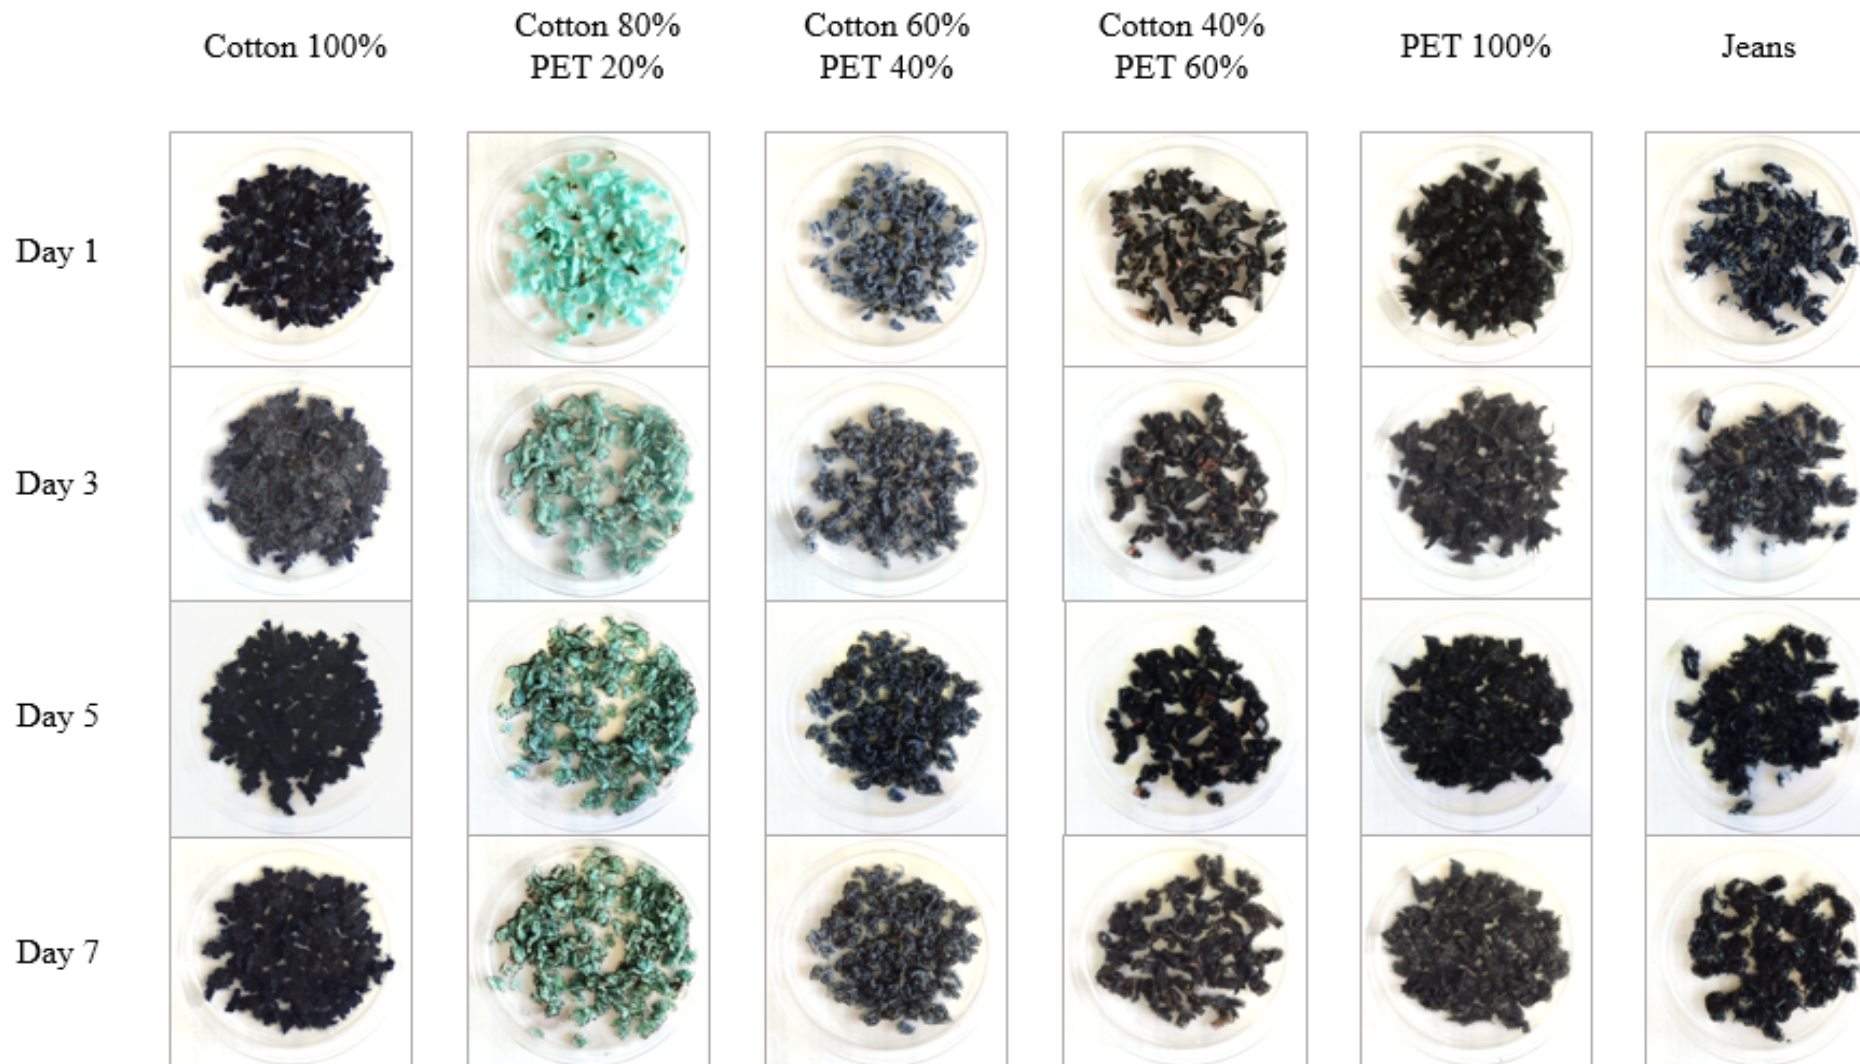 Cotton 100%
Cotton 80%
PET 20%
Cotton 60%
PET 40%
Cotton 40%
PET 60%
PET 100%
Jeans
Day 1
Day 3
Day 5
Day 7